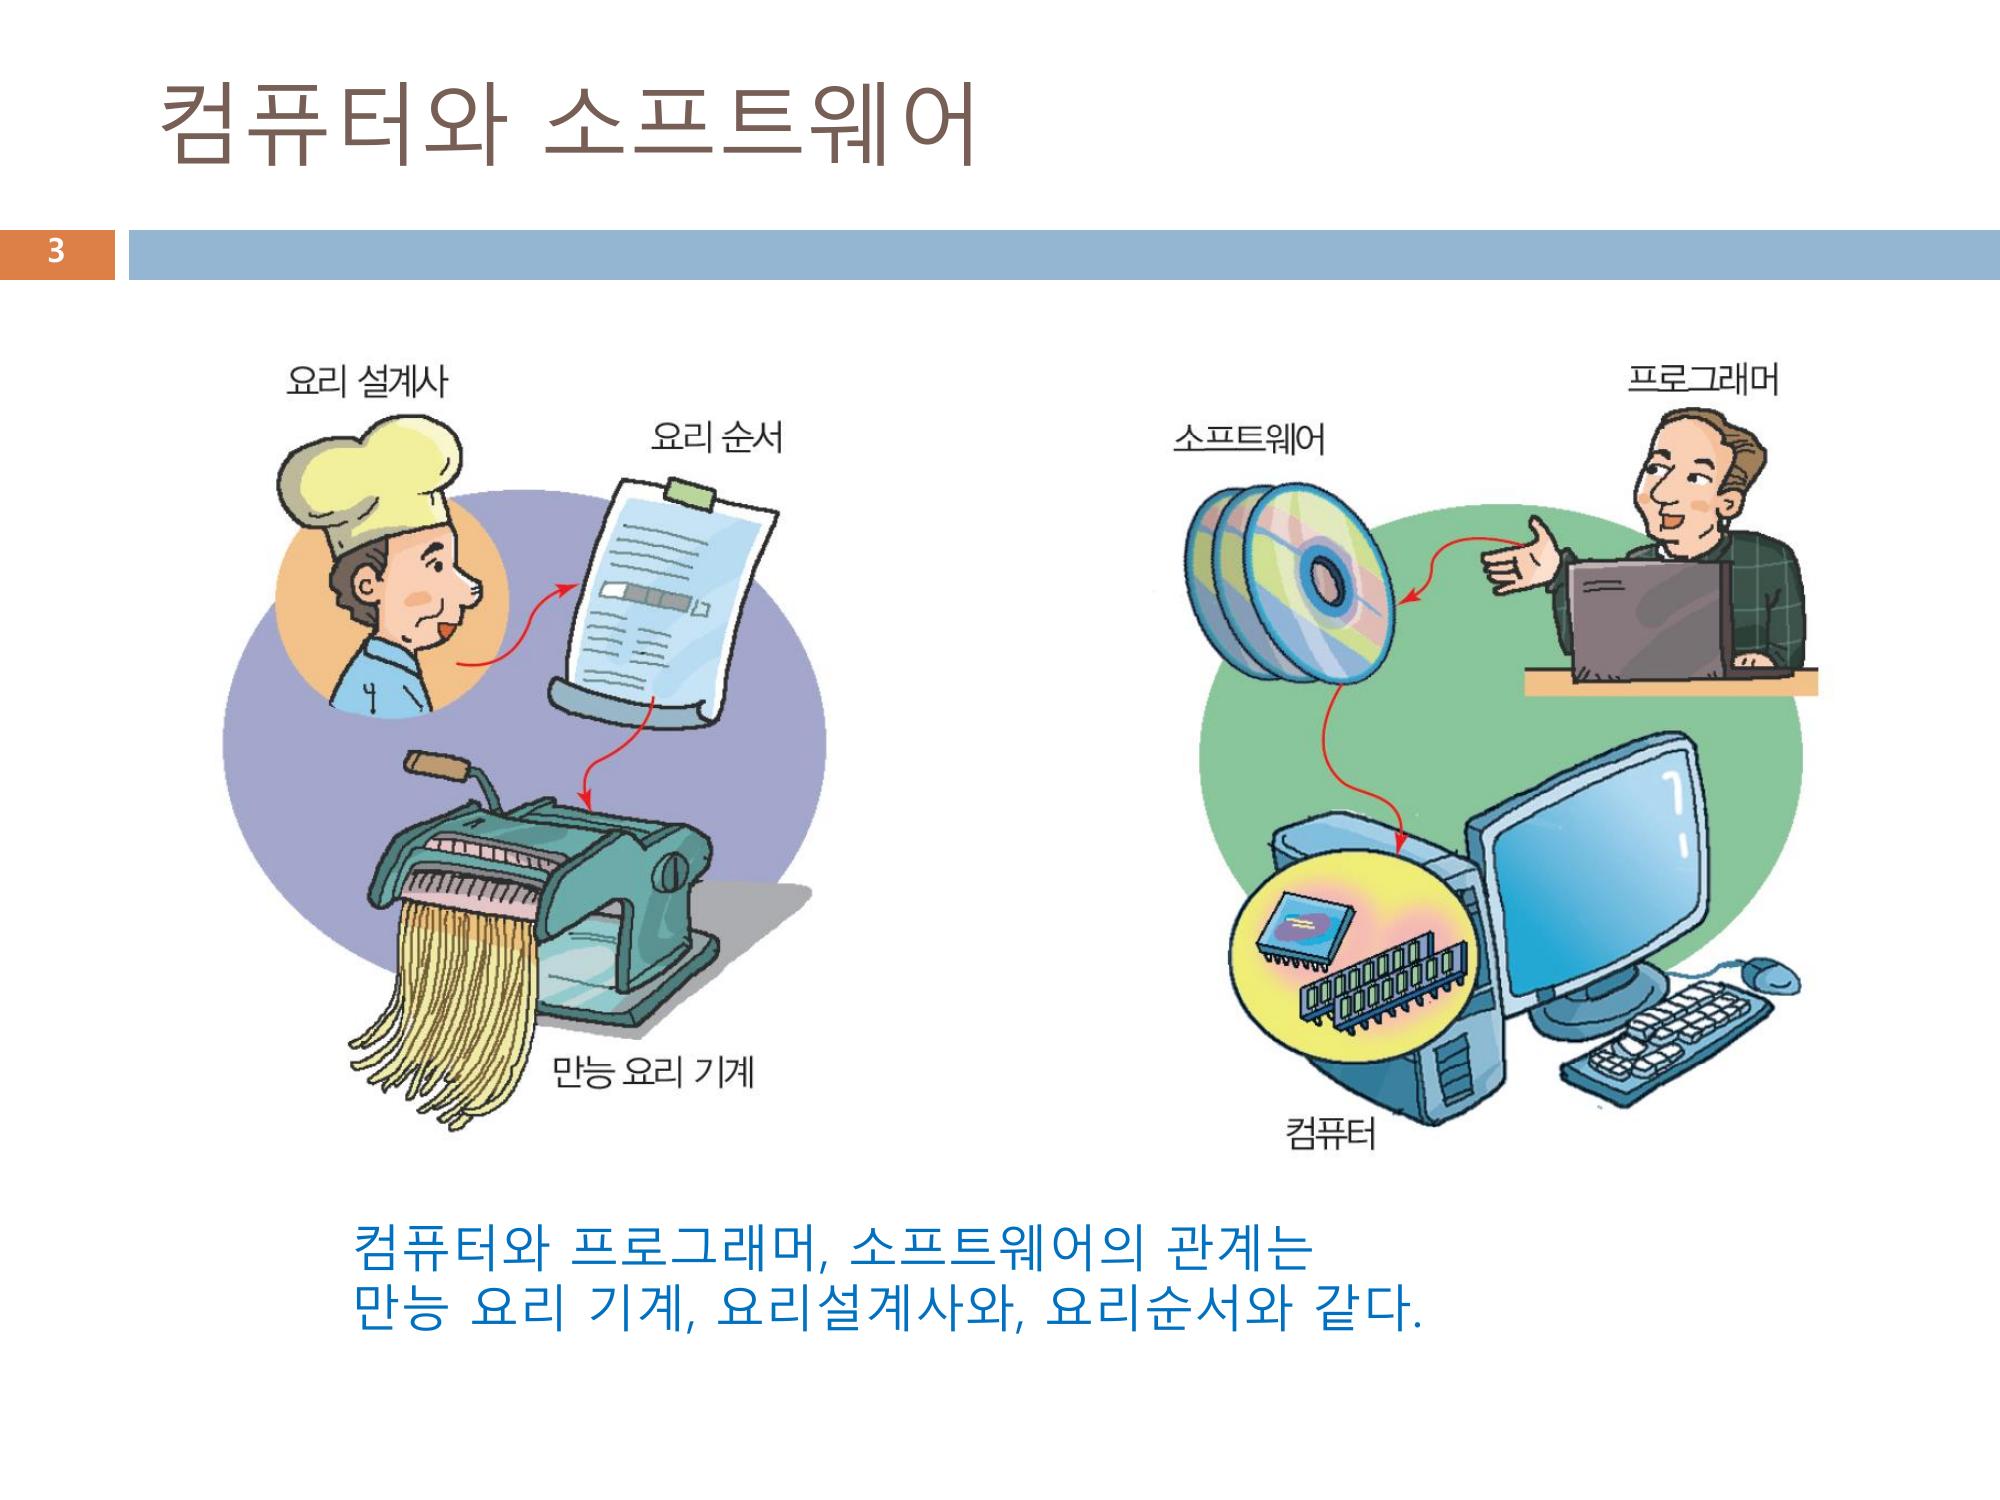 컴퓨터와 소프트웨어
3
요리 설계사
요리 순서
만능 요리 기계
프로그래머
소프트웨어
컴퓨터
컴퓨터와 프로그래머, 소프트웨어의 관계는
만능 요리 기계, 요리설계사와, 요리순서와 같다.